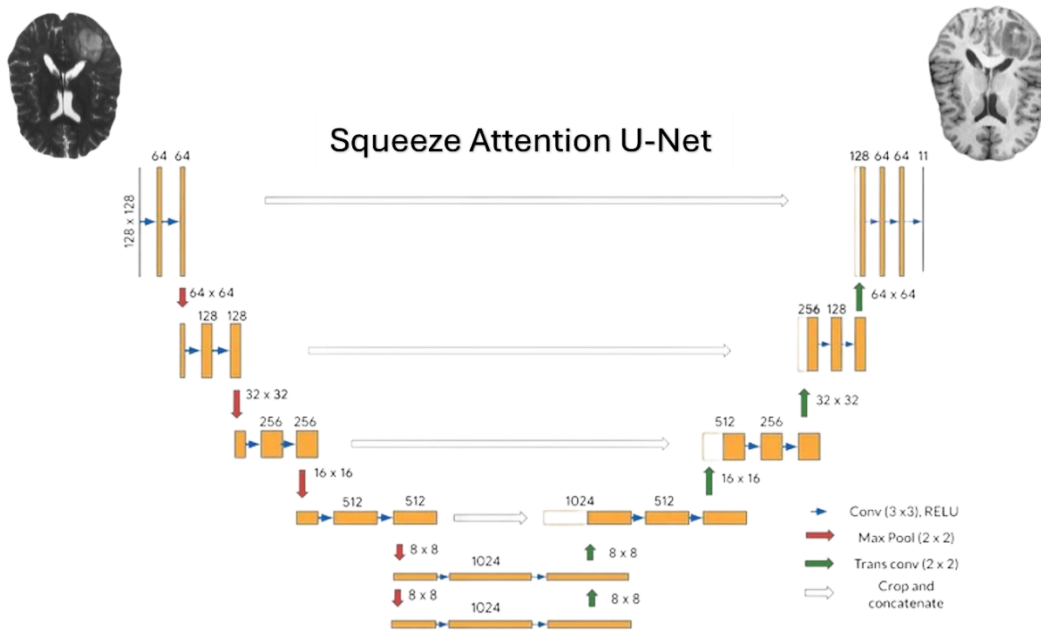 Squeeze Attention U-Net
64 64
128 64 64 11
128 x 128
64 x 64
64 x 64
128 128
256 128
32 x 32
32 x 32
256 256
512 256
16 x 16
16 x 16
512 512
1024 512
Conv (3 x3), RELU
Max Pool (2 x 2)
8 x 8
8 x 8
1024
Trans conv (2 x 2)
Crop and
concatenate
8 x 8
8 x 8
1024